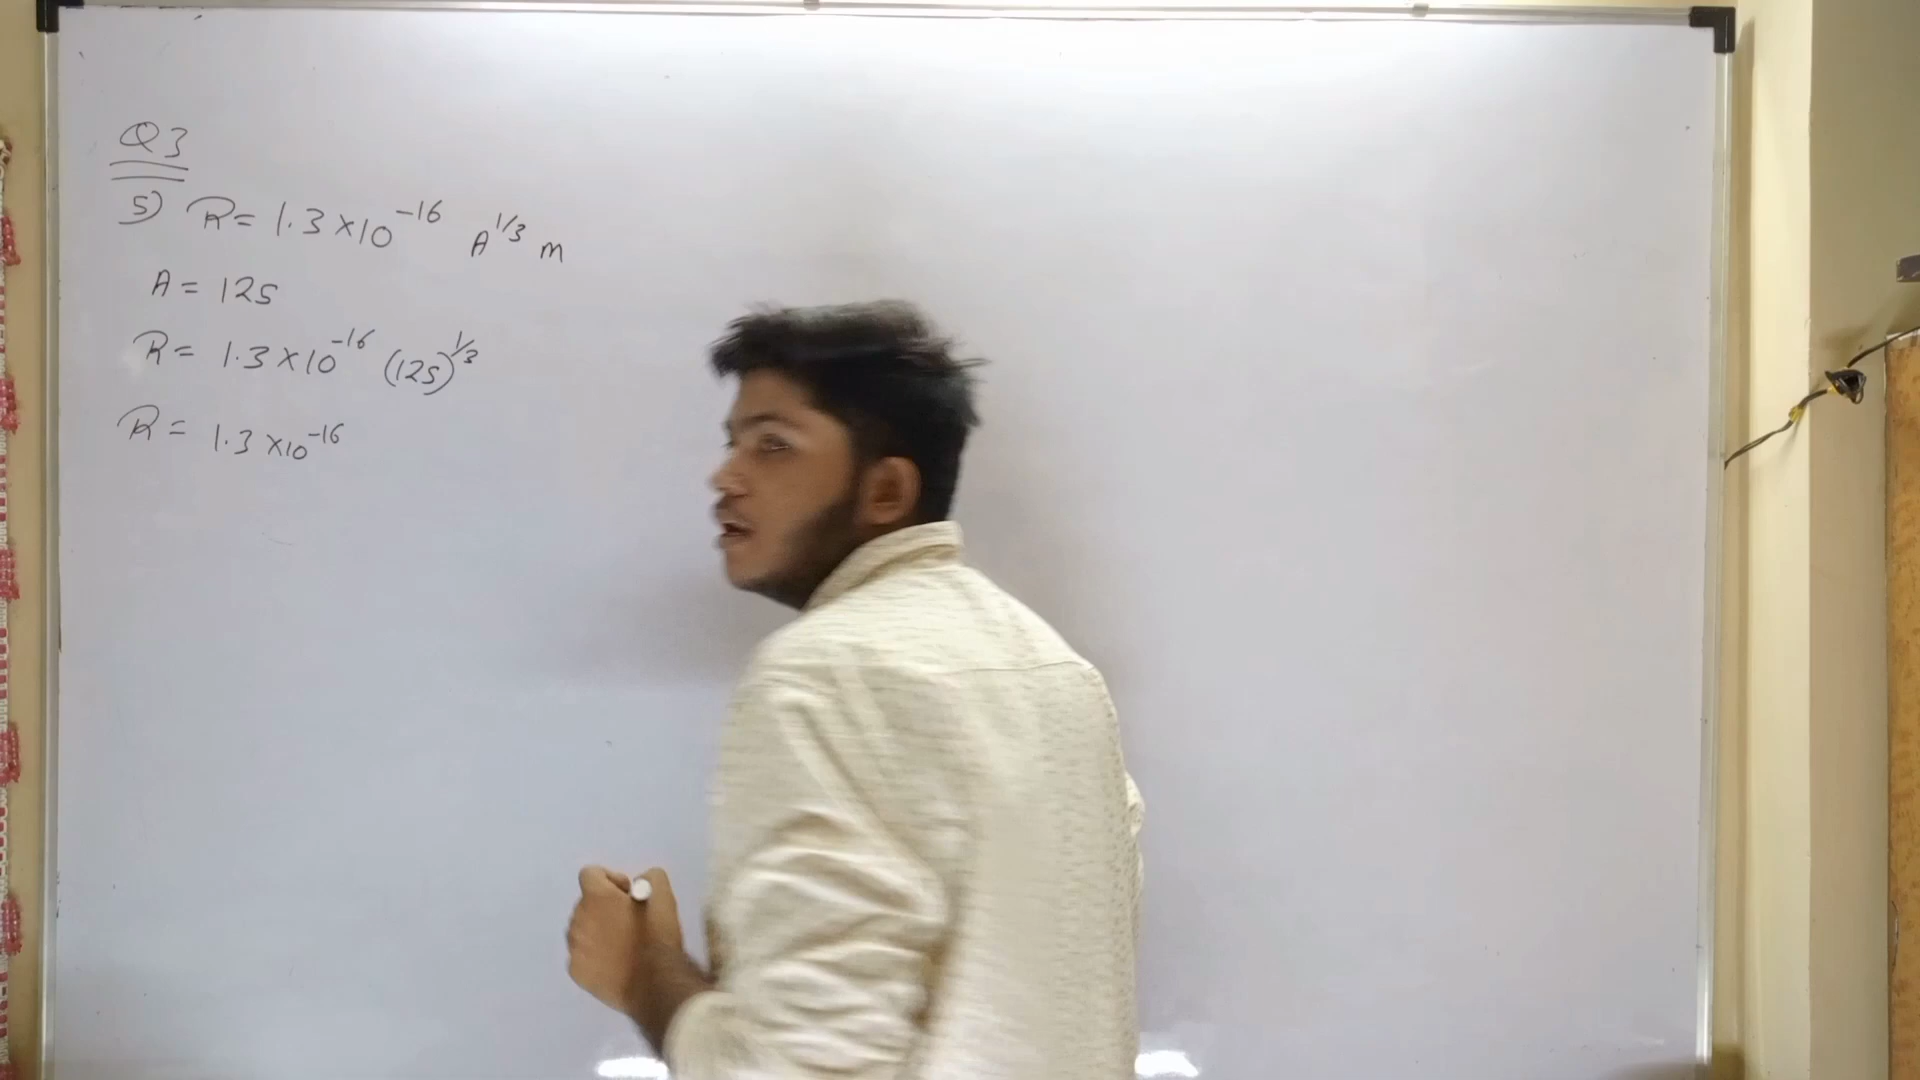 Q3
5) R= 1.3×10⁻¹⁶ A^1/3 m
A = 125
R= 1.3×10⁻¹⁶ (125)^1/3
R= 1.3×10⁻¹⁶